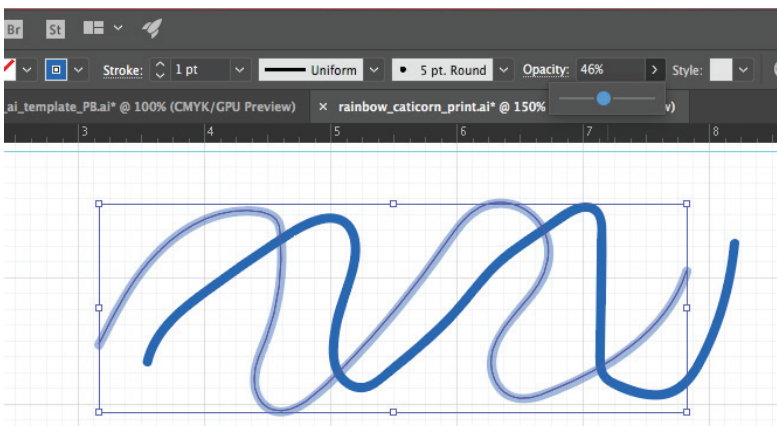 Br St
Stroke: 1 pt Uniform 5 pt. Round Opacity: 46% Style:
_ai_template_PB.ai* @ 100% (CMYK/GPU Preview) × rainbow_caticorn_print.ai* @ 150% w)
3 4 5 6 7 8